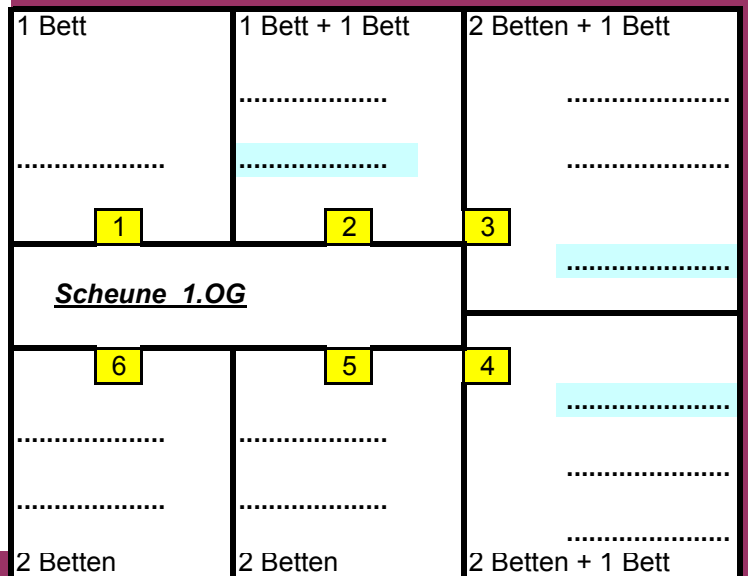 1 Bett
1 Bett + 1 Bett
2 Betten + 1 Bett
....................
......................
....................
....................
......................
1
2
3
......................
Scheune 1.OG
6
5
4
......................
....................
....................
......................
....................
....................
......................
2 Betten
2 Betten
2 Betten + 1 Bett